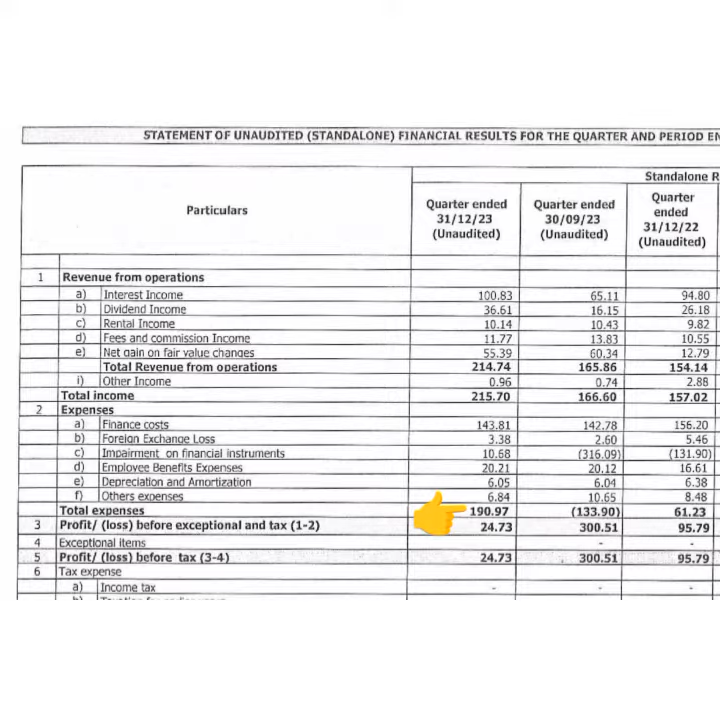 STATEMENT OF UNAUDITED (STANDALONE) FINANCIAL RESULTS FOR THE QUARTER AND PERIOD EN
Standalone R
Particulars Quarter ended 31/12/23 (Unaudited) Quarter ended 30/09/23 (Unaudited) Quarter ended 31/12/22 (Unaudited)
1 Revenue from operations
a) Interest Income 100.83 65.11 94.80
b) Dividend Income 36.61 16.15 26.18
c) Rental Income 10.14 10.43 9.82
d) Fees and commission Income 11.77 13.83 10.55
e) Net gain on fair value changes 55.39 60.34 12.79
Total Revenue from operations 214.74 165.86 154.14
i) Other Income 0.96 0.74 2.88
Total income 215.70 166.60 157.02
2 Expenses
a) Finance costs 143.81 142.78 156.20
b) Foreign Exchange Loss 3.38 2.60 5.46
c) Impairment on financial instruments 10.68 (316.09) (131.90)
d) Employee Benefits Expenses 20.21 20.12 16.61
e) Depreciation and Amortization 6.05 6.04 6.38
f) Others expenses 6.84 10.65 8.48
Total expenses 190.97 (133.90) 61.23
3 Profit/ (loss) before exceptional and tax (1-2) 24.73 300.51 95.79
4 Exceptional items - -
5 Profit/ (loss) before tax (3-4) 24.73 300.51 95.79
6 Tax expense
a) Income tax - - -